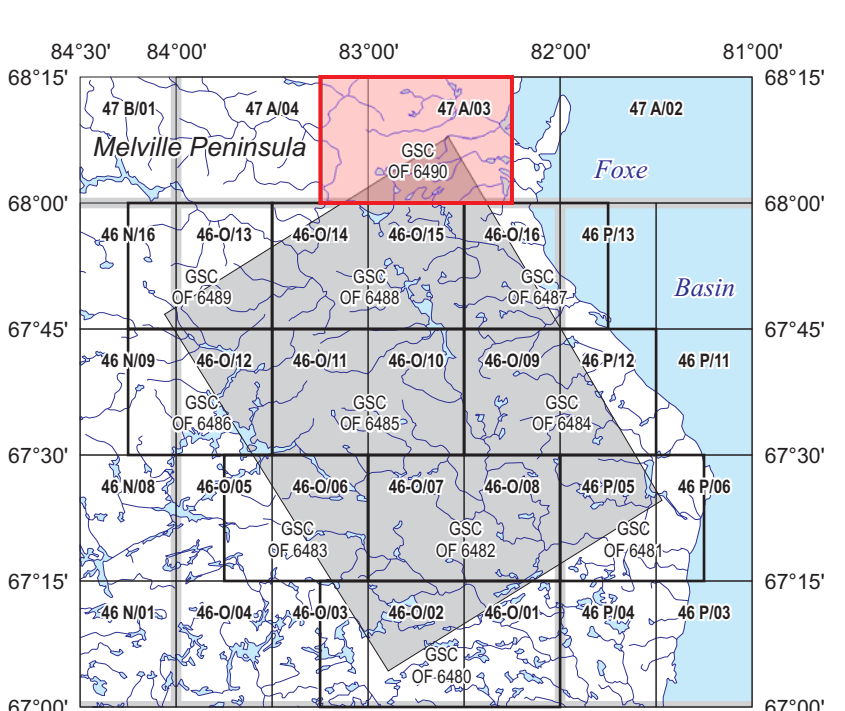 84°30' 84°00' 83°00' 82°00' 81°00'
68°15' 68°15'
47 B/01 47 A/04 47 A/03 47 A/02
Melville Peninsula
GSC
OF 6490
Foxe
68°00' 68°00'
46 N/16 46-O/13 46-O/14 46-O/15 46-O/16 46 P/13
GSC GSC GSC
OF 6489 OF 6488 OF 6487
Basin
67°45' 67°45'
46 N/09 46-O/12 46-O/11 46-O/10 46-O/09 46 P/12 46 P/11
GSC GSC GSC
OF 6486 OF 6485 OF 6484
67°30' 67°30'
46 N/08 46-O/05 46-O/06 46-O/07 46-O/08 46 P/05 46 P/06
GSC GSC GSC
OF 6483 OF 6482 OF 6481
67°15' 67°15'
46 N/01 46-O/04 46-O/03 46-O/02 46-O/01 46 P/04 46 P/03
GSC
OF 6480
67°00' 67°00'